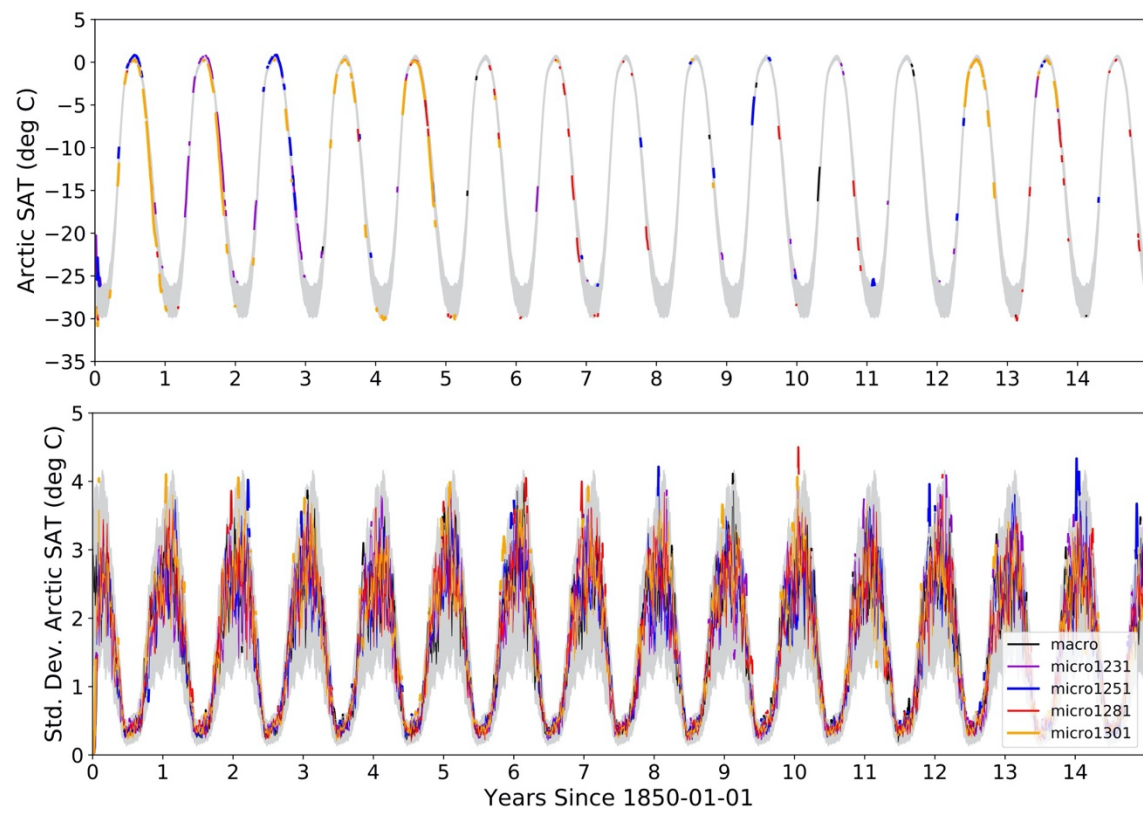 Arctic SAT (deg C)
5
0
−5
−10
−15
−20
−25
−30
−35
0 1 2 3 4 5 6 7 8 9 10 11 12 13 14
Std. Dev. Arctic SAT (deg C)
5
4
3
2
1
0
macro
micro1231
micro1251
micro1281
micro1301
0 1 2 3 4 5 6 7 8 9 10 11 12 13 14
Years Since 1850-01-01